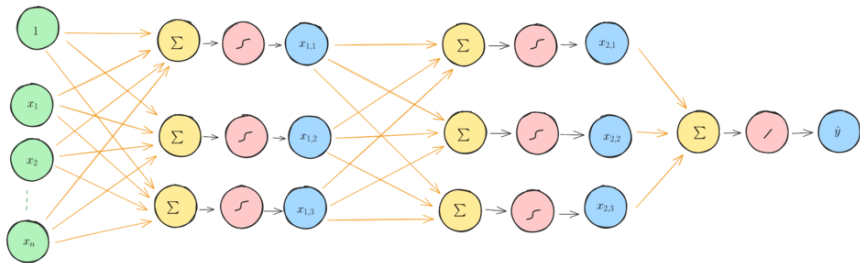 1 Σ x₁,₁ Σ x₂,₁
x₁ Σ x₁,₂ Σ x₂,₂ Σ ŷ
x₂
Σ x₁,₃ Σ x₂,₃
xₙ